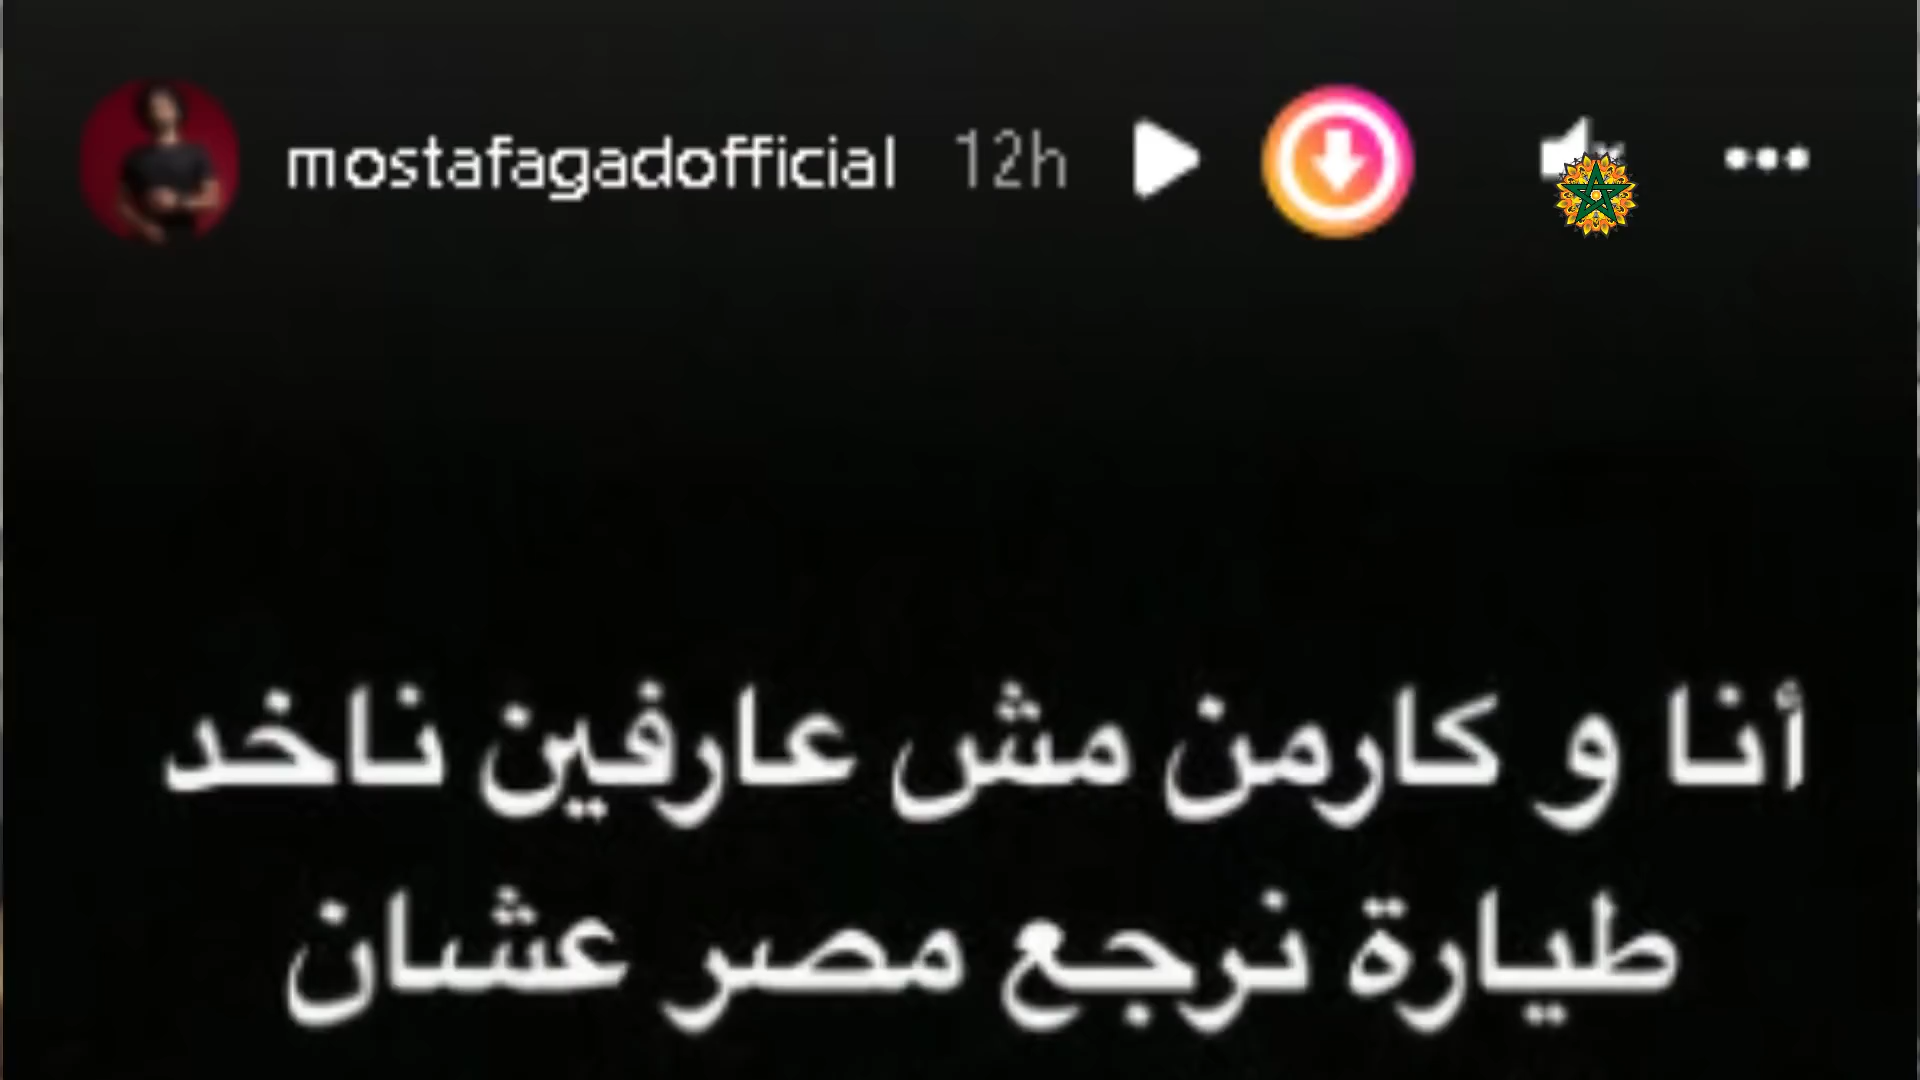 mostafagadofficial 12h
أنا و كارمن مش عارفين ناخد
طيارة نرجع مصر عشان